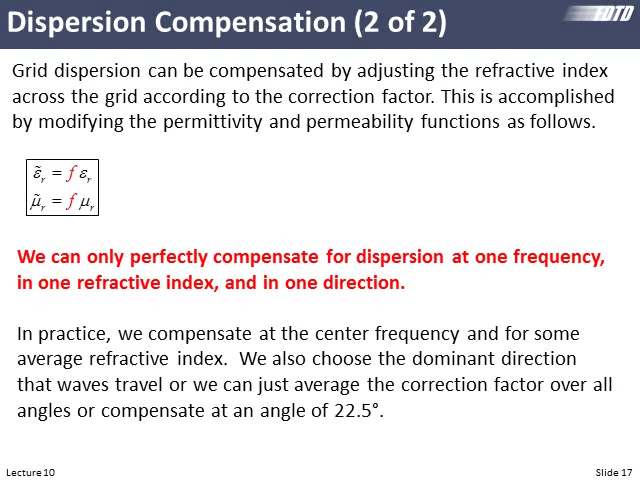 Dispersion Compensation (2 of 2)
FDTD
Grid dispersion can be compensated by adjusting the refractive index
across the grid according to the correction factor. This is accomplished
by modifying the permittivity and permeability functions as follows.
ε̃ᵣ = f εᵣ
μ̃ᵣ = f μᵣ
We can only perfectly compensate for dispersion at one frequency,
in one refractive index, and in one direction.
In practice, we compensate at the center frequency and for some
average refractive index. We also choose the dominant direction
that waves travel or we can just average the correction factor over all
angles or compensate at an angle of 22.5°.
Lecture 10
Slide 17